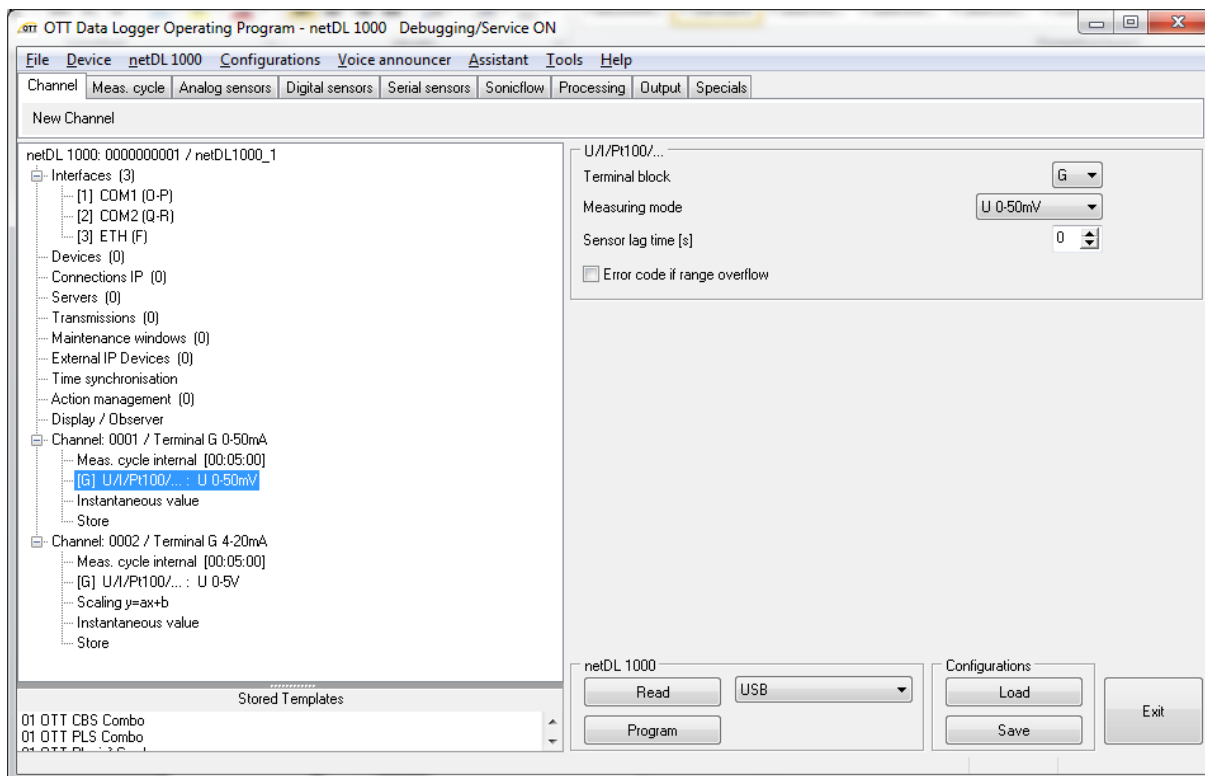 OTT Data Logger Operating Program - netDL 1000   Debugging/Service ON
File Device netDL 1000 Configurations Voice announcer Assistant Tools Help
Channel Meas. cycle Analog sensors Digital sensors Serial sensors Sonicflow Processing Output Specials
New Channel
netDL 1000: 0000000001 / netDL1000_1
Interfaces (3)
[1] COM1 (O-P)
[2] COM2 (Q-R)
[3] ETH (F)
Devices (0)
Connections IP (0)
Servers (0)
Transmissions (0)
Maintenance windows (0)
External IP Devices (0)
Time synchronisation
Action management (0)
Display / Observer
Channel: 0001 / Terminal G 0-50mA
Meas. cycle internal [00:05:00]
[G] U/I/Pt100/... : U 0-50mV
Instantaneous value
Store
Channel: 0002 / Terminal G 4-20mA
Meas. cycle internal [00:05:00]
[G] U/I/Pt100/... : U 0-5V
Scaling y=ax+b
Instantaneous value
Store
Stored Templates
01 OTT CBS Combo
01 OTT PLS Combo
U/I/Pt100/...
Terminal block G
Measuring mode U 0-50mV
Sensor lag time [s] 0
Error code if range overflow
netDL 1000
Read USB
Program
Configurations
Load
Save
Exit